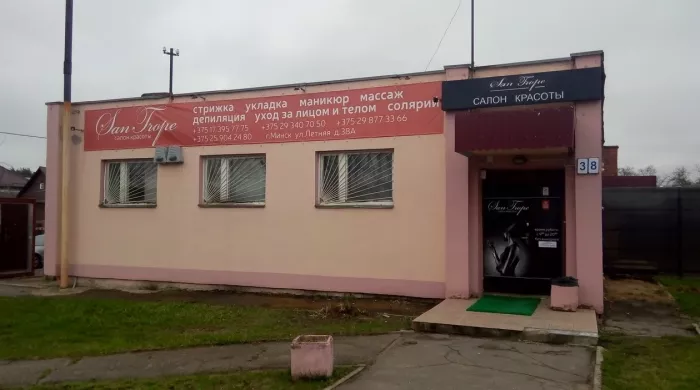 San Trope
салон красоты
стрижка укладка маникюр массаж
депиляция уход за лицом и телом солярий
+375 17 395 77 75 +375 29 340 70 50 +375 29 877 33 66
+375 25 904 24 80 г.Минск ул.Летняя д.38А
San Trope
САЛОН КРАСОТЫ
38
San Trope